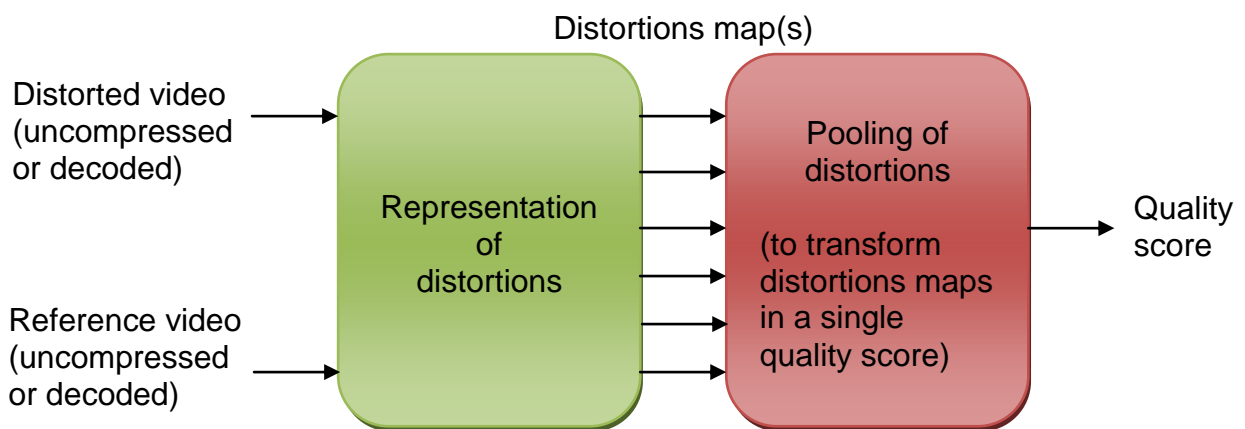 Distortions map(s)
Distorted video
(uncompressed
or decoded)
Reference video
(uncompressed
or decoded)
Representation
of
distortions
Pooling of
distortions
(to transform
distortions maps
in a single
quality score)
Quality
score